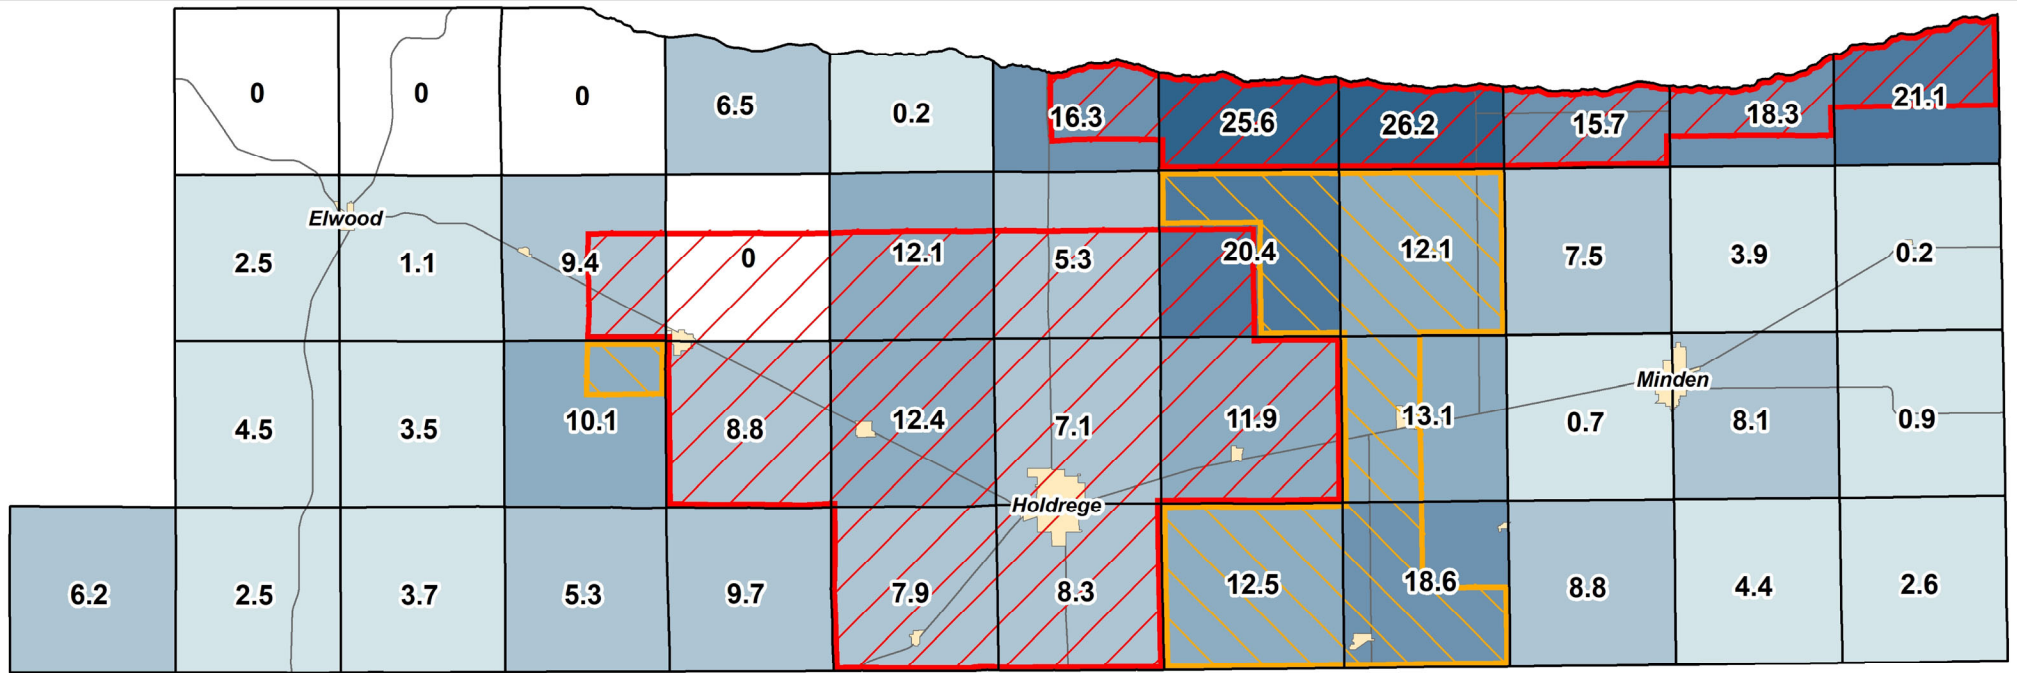 0 0 0 6.5 0.2 16.3 25.6 26.2 15.7 18.3 21.1
Elwood
2.5 1.1 9.4 0 12.1 5.3 20.4 12.1 7.5 3.9 0.2
Minden
4.5 3.5 10.1 8.8 12.4 7.1 11.9 13.1 0.7 8.1 0.9
Holdrege
6.2 2.5 3.7 5.3 9.7 7.9 8.3 12.5 18.6 8.8 4.4 2.6